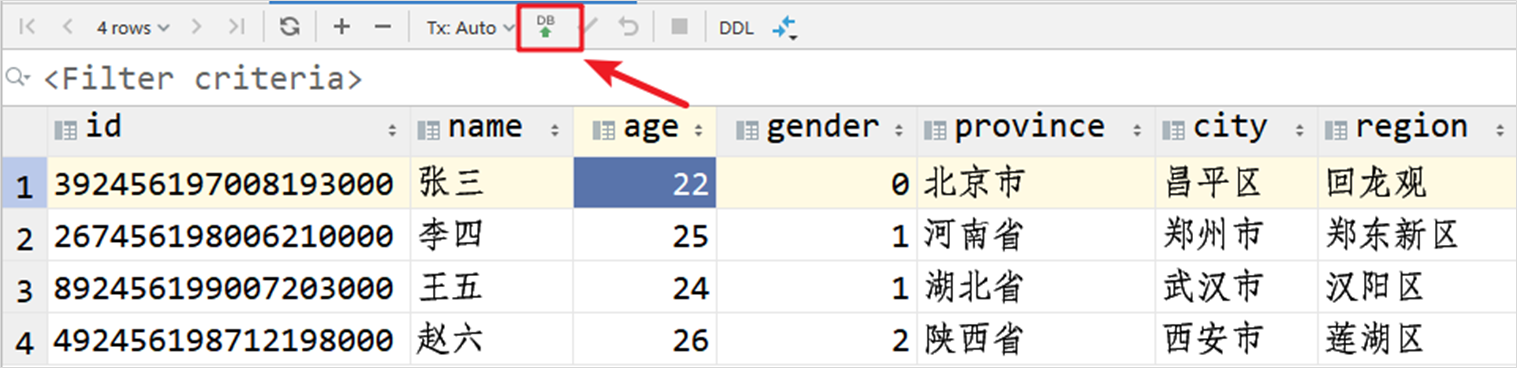 4 rows Tx: Auto DB DDL
<Filter criteria>
id name age gender province city region
1 392456197008193000 张三 22 0 北京市 昌平区 回龙观
2 267456198006210000 李四 25 1 河南省 郑州市 郑东新区
3 892456199007203000 王五 24 1 湖北省 武汉市 汉阳区
4 492456198712198000 赵六 26 2 陕西省 西安市 莲湖区